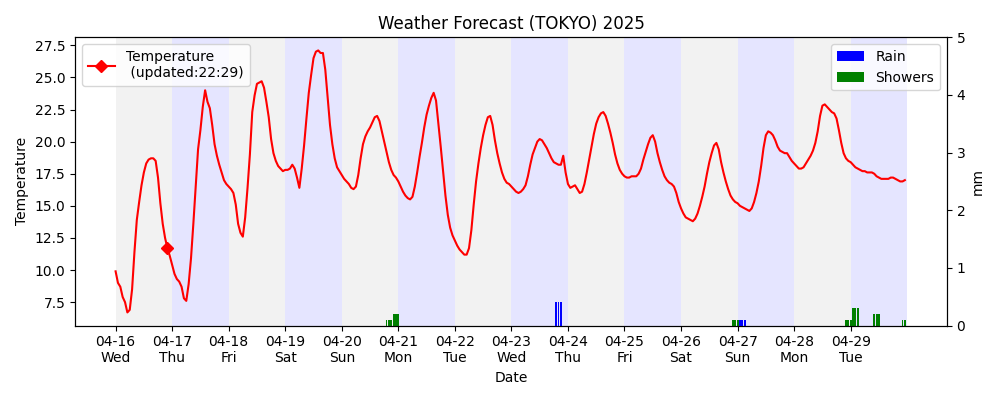 Weather Forecast (TOKYO) 2025
Temperature
(updated:22:29)
Rain
Showers
27.5
25.0
22.5
20.0
17.5
15.0
12.5
10.0
7.5
Temperature
5
4
3
2
1
0
mm
04-16 04-17 04-18 04-19 04-20 04-21 04-22 04-23 04-24 04-25 04-26 04-27 04-28 04-29
Wed Thu Fri Sat Sun Mon Tue Wed Thu Fri Sat Sun Mon Tue
Date